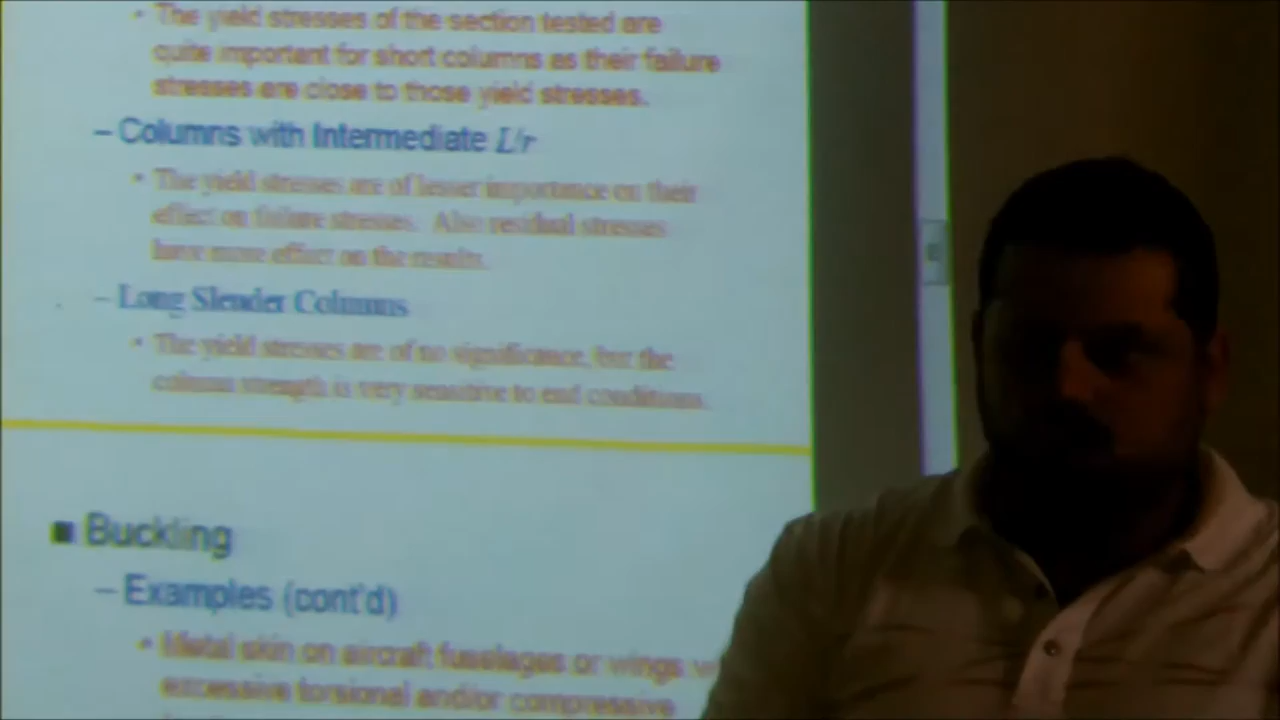 • The yield stresses of the section tested are
quite important for short columns as their failure
stresses are close to those yield stresses.
– Columns with Intermediate L/r
• The yield stresses are of lesser importance on their
effect on failure stresses. Also residual stresses
have more effect on the results.
– Long Slender Columns
• The yield stresses are of no significance, but the
column strength is very sensitive to end conditions.
■ Buckling
– Examples (cont'd)
• Metal skin on aircraft fuselages or wings
excessive torsional and/or compressive